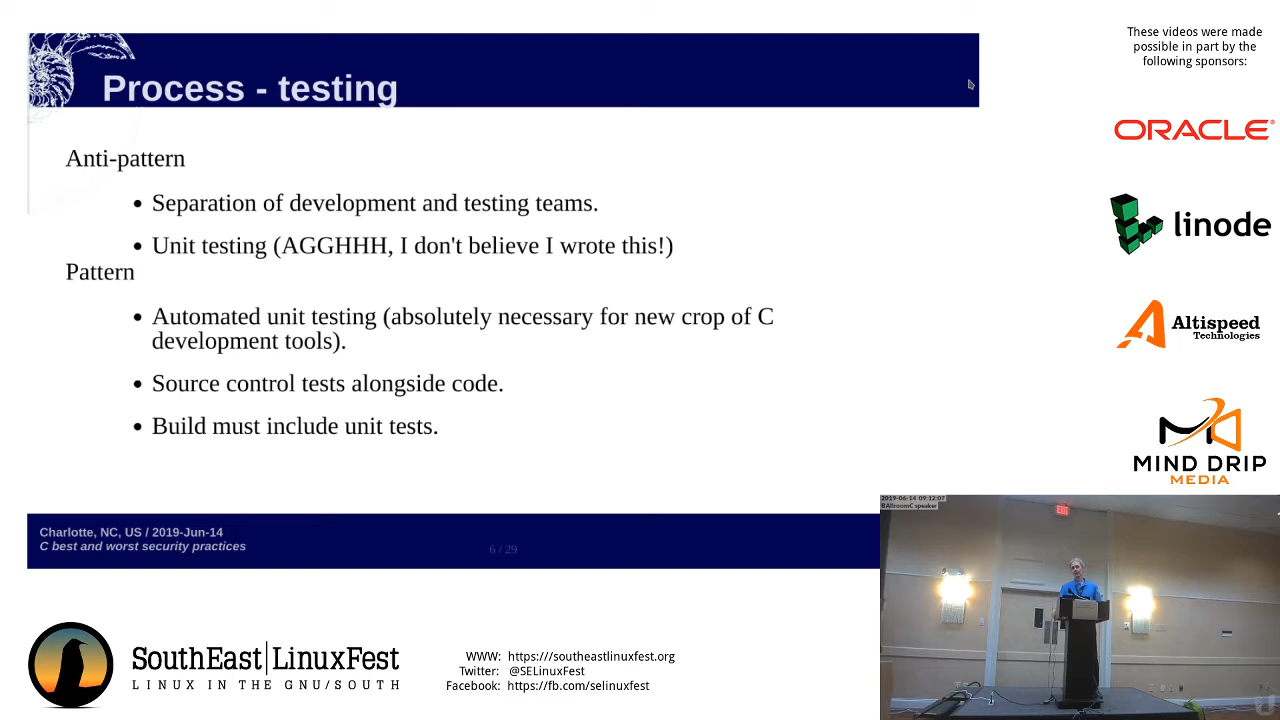 These videos were made
possible in part by the
following sponsors:
Process - testing
ORACLE®
Anti-pattern
• Separation of development and testing teams.
• Unit testing (AGGHHH, I don't believe I wrote this!)
Pattern
• Automated unit testing (absolutely necessary for new crop of C
development tools).
• Source control tests alongside code.
• Build must include unit tests.
linode
Altispeed
Technologies
MIND DRIP
MEDIA
2019-06-14 09:12:07
BAllroomC speaker
EXIT
Charlotte, NC, US / 2019-Jun-14
C best and worst security practices
6 / 29
SouthEast|LinuxFest
LINUX IN THE GNU/SOUTH
WWW: https:///southeastlinuxfest.org
Twitter: @SELinuxFest
Facebook: https://fb.com/selinuxfest